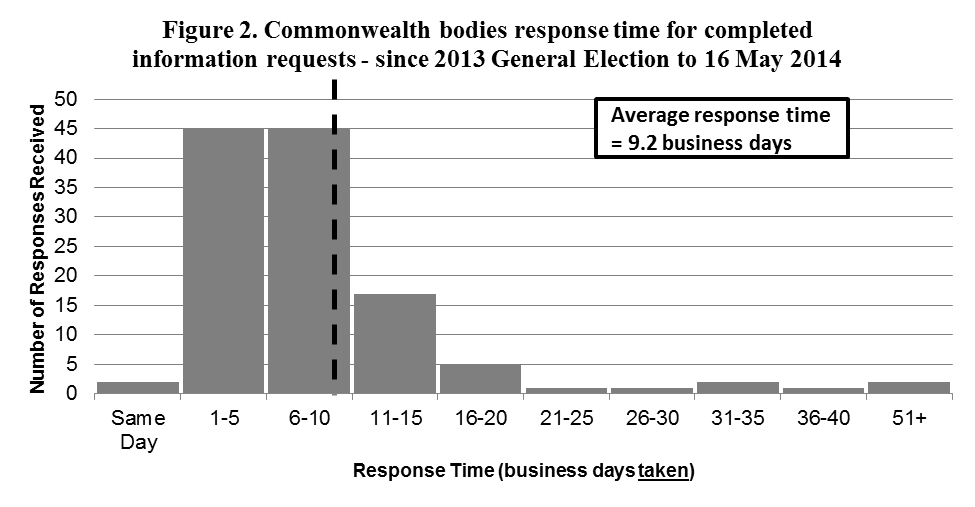 Figure 2. Commonwealth bodies response time for completed
information requests - since 2013 General Election to 16 May 2014
Average response time
= 9.2 business days
Number of Responses Received
50
45
40
35
30
25
20
15
10
5
0
Same
Day
1-5
6-10
11-15
16-20
21-25
26-30
31-35
36-40
51+
Response Time (business days taken)